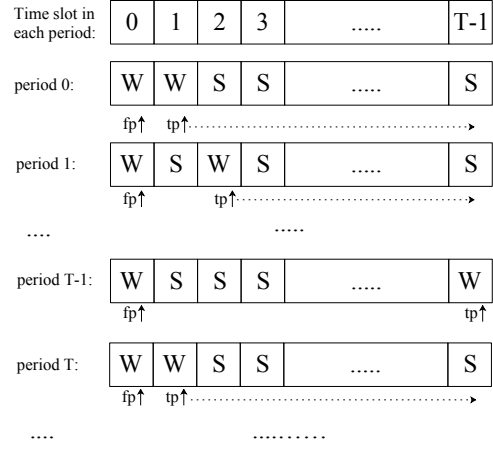 Time slot in
each period:
0 1 2 3 ..... T-1
period 0: W W S S ..... S
fp tp
period 1: W S W S ..... S
fp tp
.... .....
period T-1: W S S S ..... W
fp tp
period T: W W S S ..... S
fp tp
.... ..........